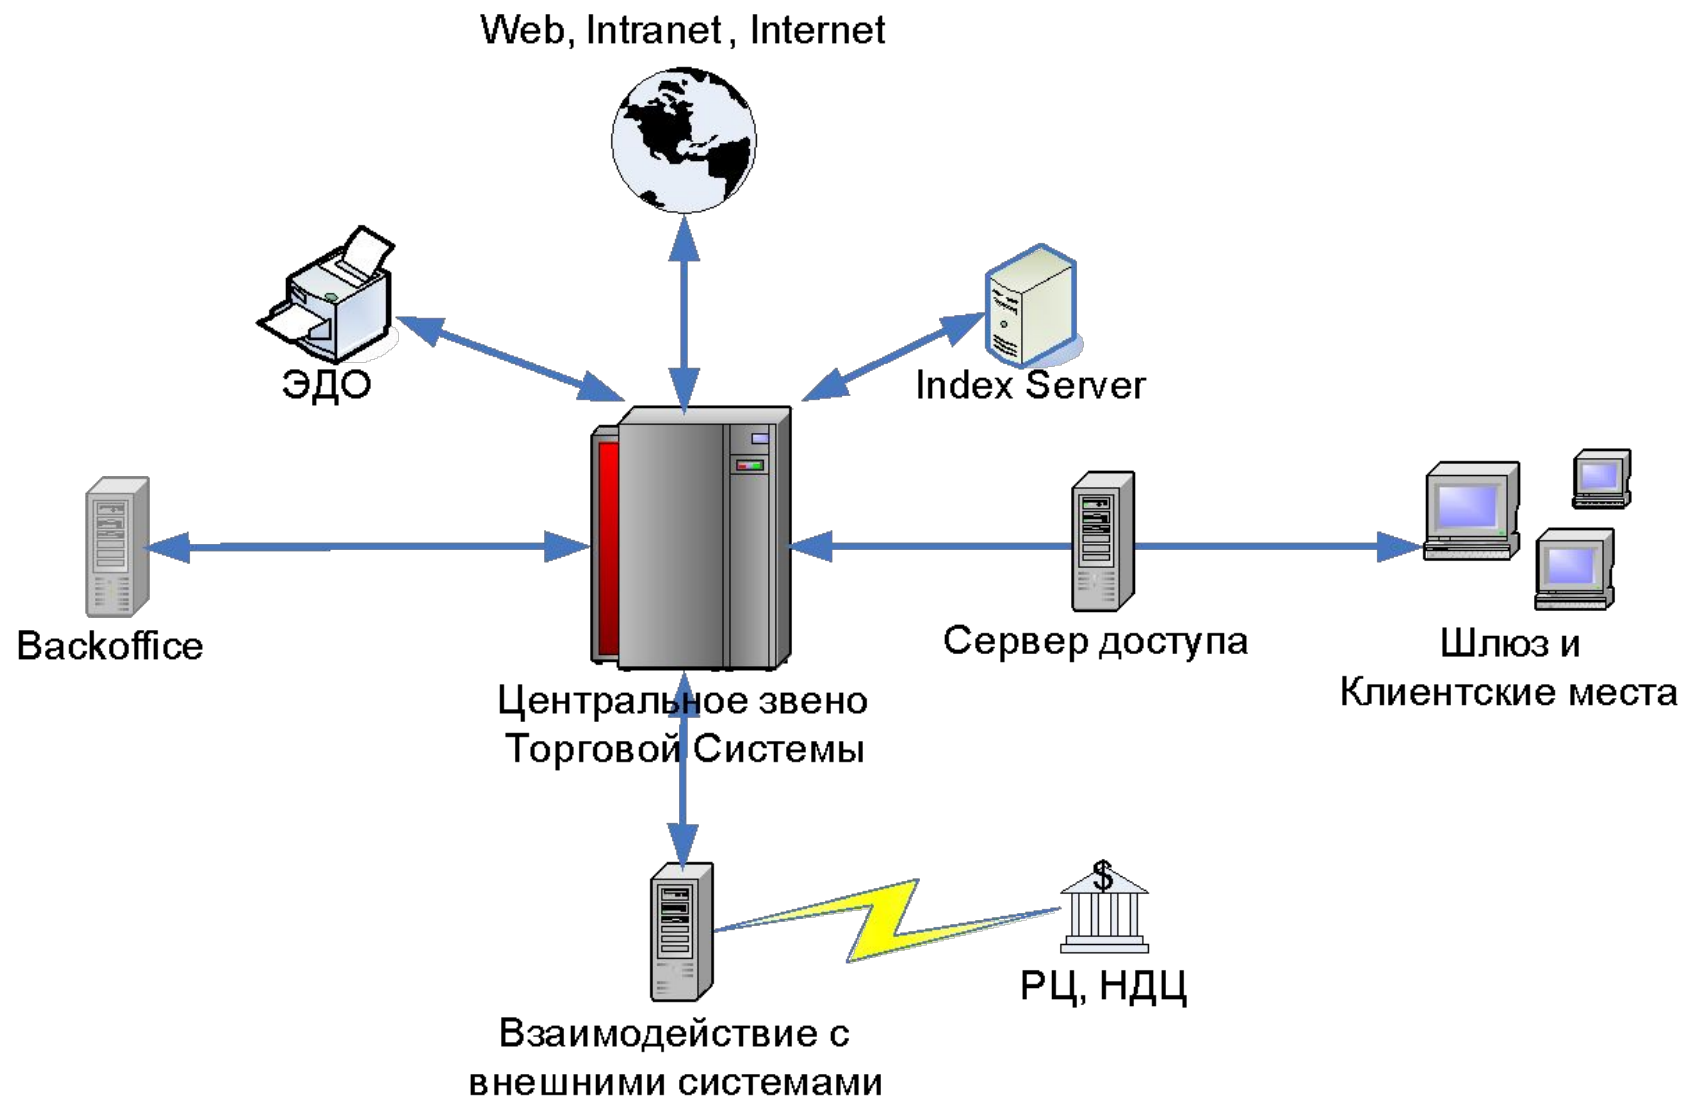 Web, Intranet, Internet
ЭДО
Index Server
Backoffice
Сервер доступа
Шлюз и
Клиентские места
Центральное звено
Торговой Системы
$
РЦ, НДЦ
Взаимодействие с
внешними системами